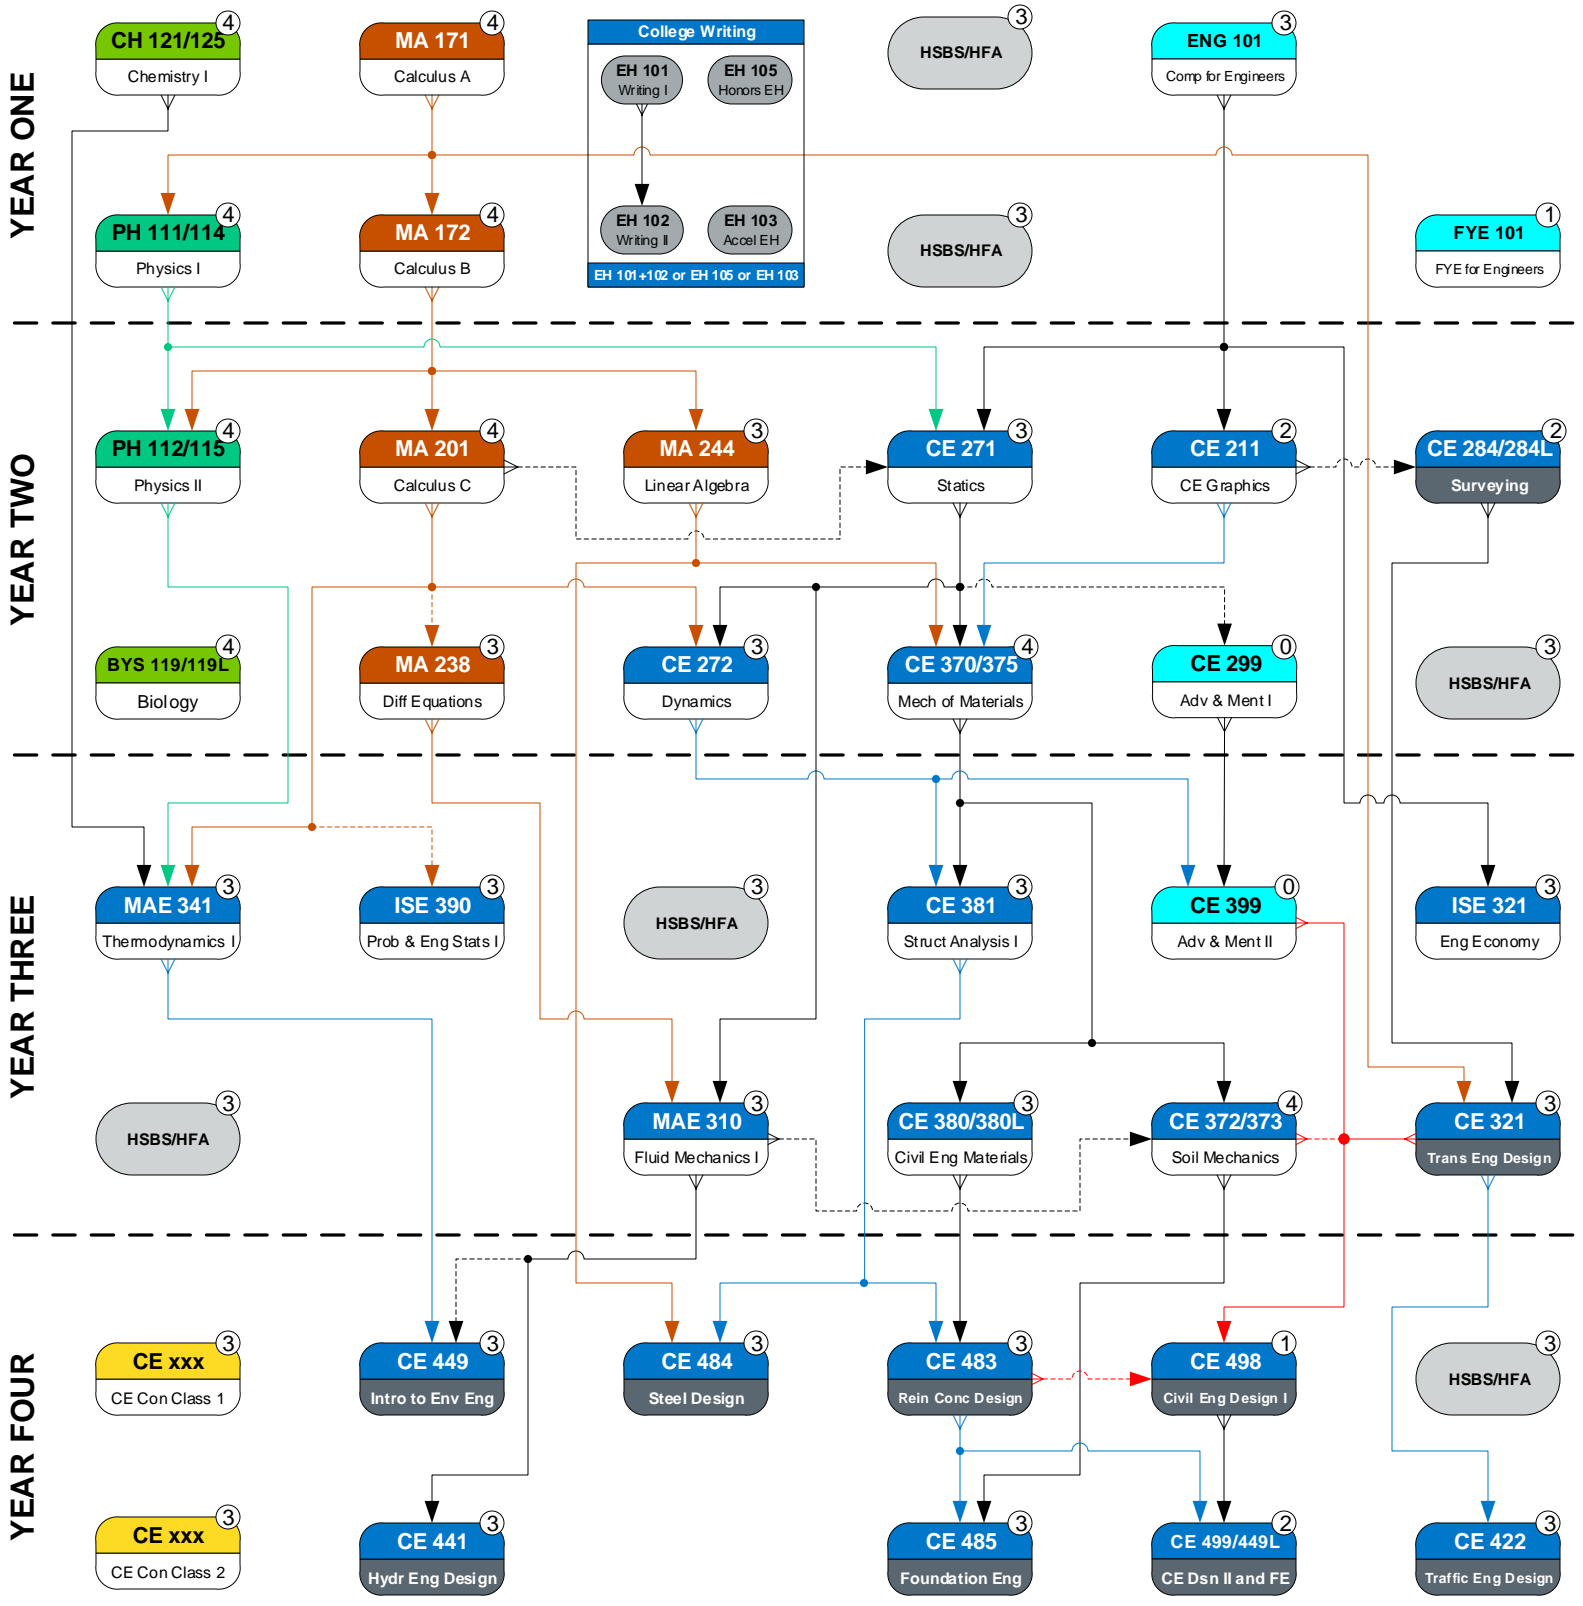 YEAR ONE
CH 121/125
4
Chemistry I
MA 171
4
Calculus A
College Writing
EH 101
Writing I
EH 105
Honors EH
EH 102
Writing II
EH 103
Accel EH
EH 101+102 or EH 105 or EH 103
HSBS/HFA
3
ENG 101
3
Comp for Engineers
PH 111/114
4
Physics I
MA 172
4
Calculus B
HSBS/HFA
3
FYE 101
1
FYE for Engineers
YEAR TWO
PH 112/115
4
Physics II
MA 201
4
Calculus C
MA 244
3
Linear Algebra
CE 271
3
Statics
CE 211
2
CE Graphics
CE 284/284L
2
Surveying
BYS 119/119L
4
Biology
MA 238
3
Diff Equations
CE 272
3
Dynamics
CE 370/375
4
Mech of Materials
CE 299
0
Adv & Ment I
HSBS/HFA
3
YEAR THREE
MAE 341
3
Thermodynamics I
ISE 390
3
Prob & Eng Stats I
HSBS/HFA
3
CE 381
3
Struct Analysis I
CE 399
0
Adv & Ment II
ISE 321
3
Eng Economy
HSBS/HFA
3
MAE 310
3
Fluid Mechanics I
CE 380/380L
3
Civil Eng Materials
CE 372/373
4
Soil Mechanics
CE 321
3
Trans Eng Design
YEAR FOUR
CE xxx
3
CE Con Class 1
CE 449
3
Intro to Env Eng
CE 484
3
Steel Design
CE 483
3
Rein Conc Design
CE 498
1
Civil Eng Design I
HSBS/HFA
3
CE xxx
3
CE Con Class 2
CE 441
3
Hydr Eng Design
CE 485
3
Foundation Eng
CE 499/449L
2
CE Dsn II and FE
CE 422
3
Traffic Eng Design